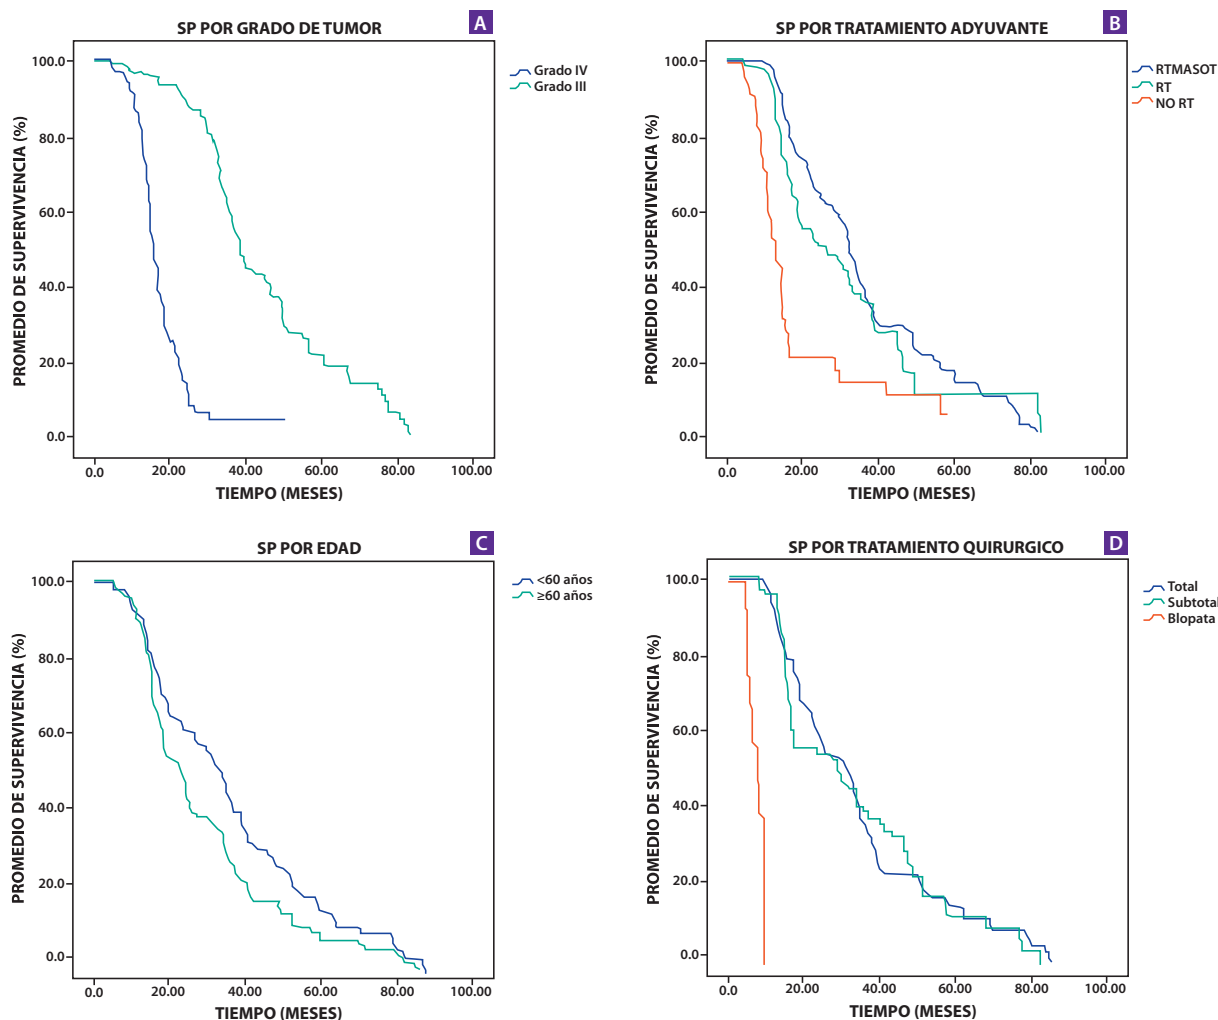 SP POR GRADO DE TUMOR
A
PROMEDIO DE SUPERVIVENCIA (%)
100.0
80.0
60.0
40.0
20.0
0.0
0.0 20.00 40.00 60.00 80.00 100.00
TIEMPO (MESES)
Grado IV
Grado III
SP POR TRATAMIENTO ADYUVANTE
B
PROMEDIO DE SUPERVIVENCIA (%)
100.0
80.0
60.0
40.0
20.0
0.0
0.0 20.00 40.00 60.00 80.00 100.00
TIEMPO (MESES)
RTMASOT
RT
NO RT
SP POR EDAD
C
PROMEDIO DE SUPERVIVENCIA (%)
100.0
80.0
60.0
40.0
20.0
0.0
0.0 20.00 40.00 60.00 80.00 100.00
TIEMPO (MESES)
<60 años
≥60 años
SP POR TRATAMIENTO QUIRURGICO
D
PROMEDIO DE SUPERVIVENCIA (%)
100.0
80.0
60.0
40.0
20.0
0.0
0.0 20.00 40.00 60.00 80.00 100.00
TIEMPO (MESES)
Total
Subtotal
Blopata